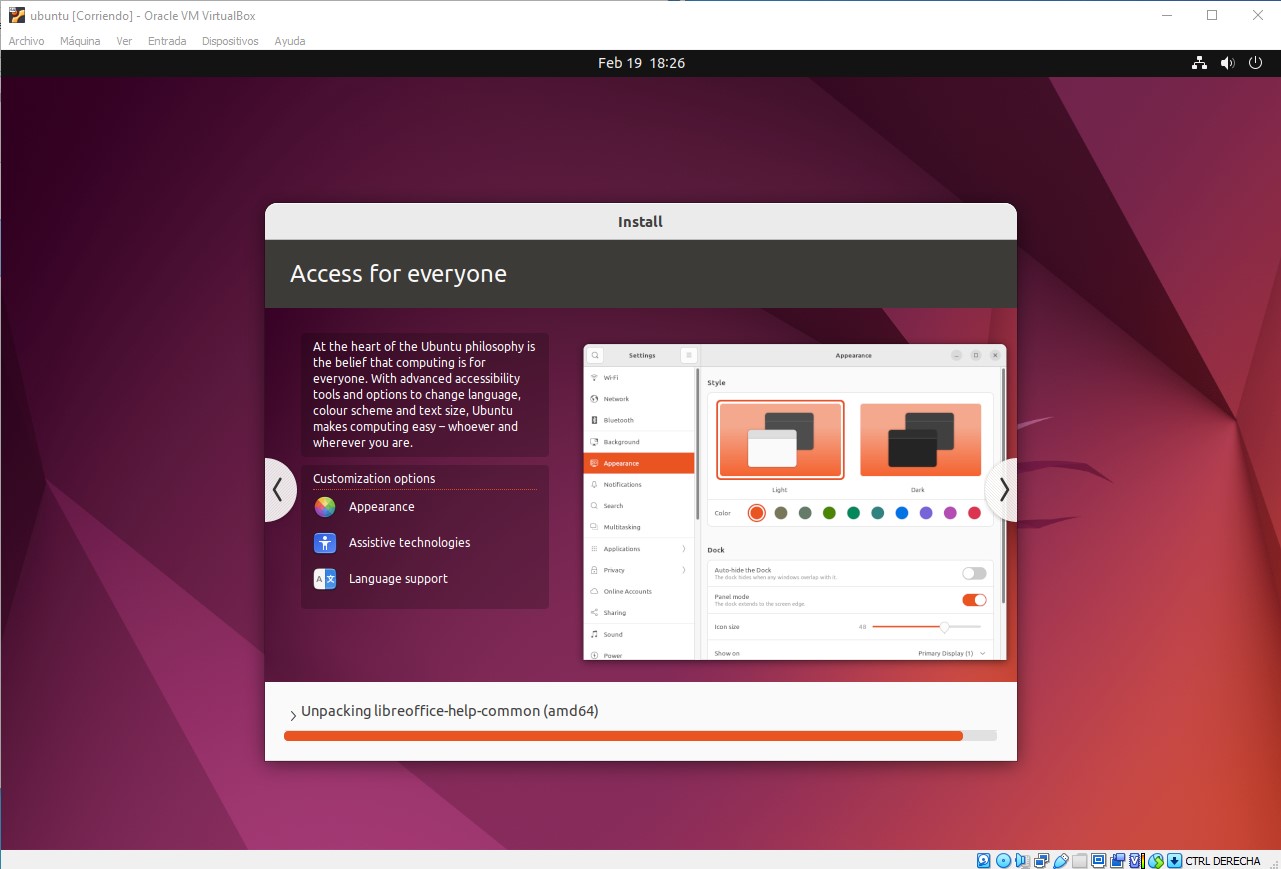 ubuntu [Corriendo] - Oracle VM VirtualBox
Archivo Máquina Ver Entrada Dispositivos Ayuda
Feb 19 18:26
Install
Access for everyone
At the heart of the Ubuntu philosophy is
the belief that computing is for
everyone. With advanced accessibility
tools and options to change language,
colour scheme and text size, Ubuntu
makes computing easy – whoever and
wherever you are.
Customization options
Appearance
Assistive technologies
Language support
Settings
Wi-Fi
Network
Bluetooth
Background
Appearance
Notifications
Search
Multitasking
Applications
Privacy
Online Accounts
Sharing
Sound
Power
Appearance
Style
Light Dark
Color
Dock
Auto-hide the Dock
The dock hides when any windows overlap with it.
Panel mode
The dock extends to the screen edge.
Icon size 48
Show on Primary Display (1)
Unpacking libreoffice-help-common (amd64)
CTRL DERECHA